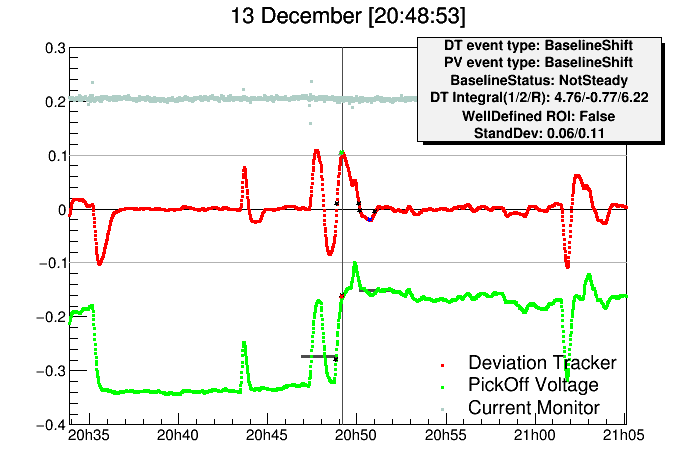 13 December [20:48:53]
DT event type: BaselineShift
PV event type: BaselineShift
BaselineStatus: NotSteady
DT Integral(1/2/R): 4.76/-0.77/6.22
WellDefined ROI: False
StandDev: 0.06/0.11
0.3
0.2
0.1
0
−0.1
−0.2
−0.3
−0.4
Deviation Tracker
PickOff Voltage
Current Monitor
20h35 20h40 20h45 20h50 20h55 21h00 21h05